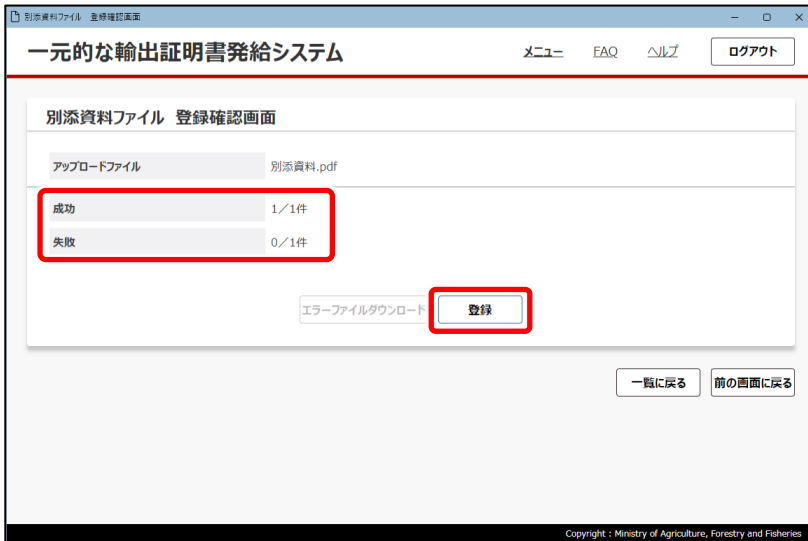 別添資料ファイル 登録確認画面
一元的な輸出証明書発給システム メニュー FAQ ヘルプ ログアウト
別添資料ファイル 登録確認画面
アップロードファイル 別添資料.pdf
成功 1/1件
失敗 0/1件
エラーファイルダウンロード 登録
一覧に戻る 前の画面に戻る
Copyright : Ministry of Agriculture, Forestry and Fisheries